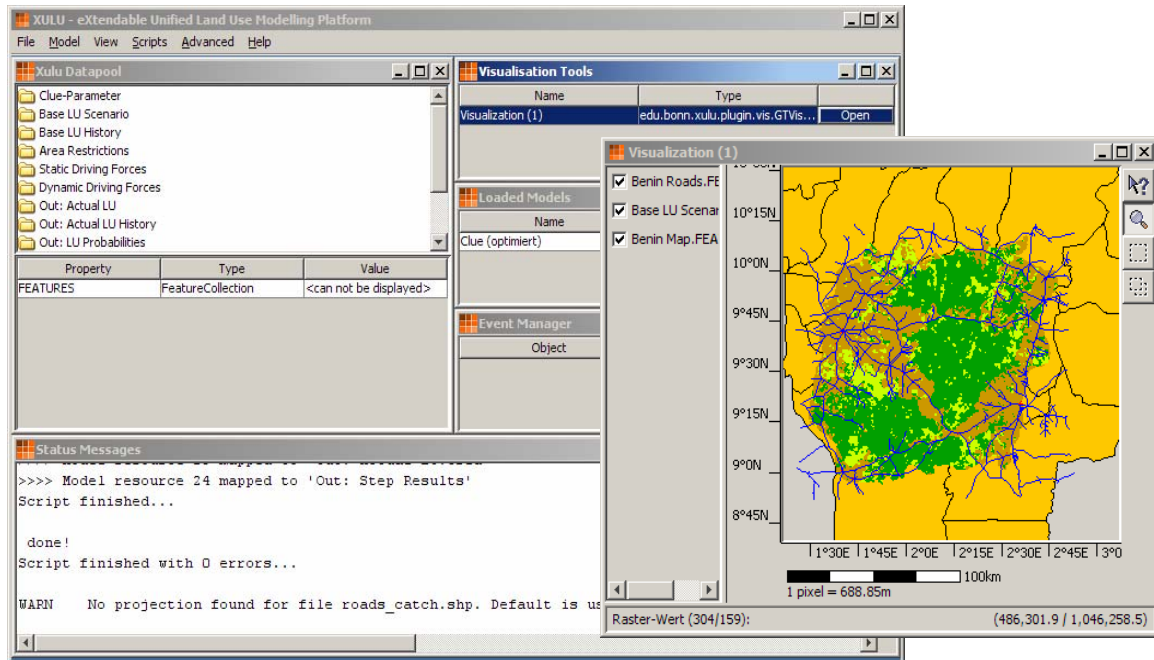 XULU - eXtendable Unified Land Use Modelling Platform
File Model View Scripts Advanced Help
Xulu Datapool
Clue-Parameter
Base LU Scenario
Base LU History
Area Restrictions
Static Driving Forces
Dynamic Driving Forces
Out: Actual LU
Out: Actual LU History
Out: LU Probabilities
Property Type Value
FEATURES FeatureCollection <can not be displayed>
Visualisation Tools
Name Type
Visualization (1) edu.bonn.xulu.plugin.vis.GTVis... Open
Loaded Models
Name
Clue (optimiert)
Event Manager
Object
Status Messages
>>>> Model resource 24 mapped to 'Out: Step Results'
Script finished...
done!
Script finished with 0 errors...
WARN No projection found for file roads_catch.shp. Default is us
Visualization (1)
Benin Roads.FE
Base LU Scenar
Benin Map.FEA
10°15N
10°0N
9°45N
9°30N
9°15N
9°0N
8°45N
1°30E 1°45E 2°0E 2°15E 2°30E 2°45E 3°0
100km
1 pixel = 688.85m
Raster-Wert (304/159): (486,301.9 / 1,046,258.5)